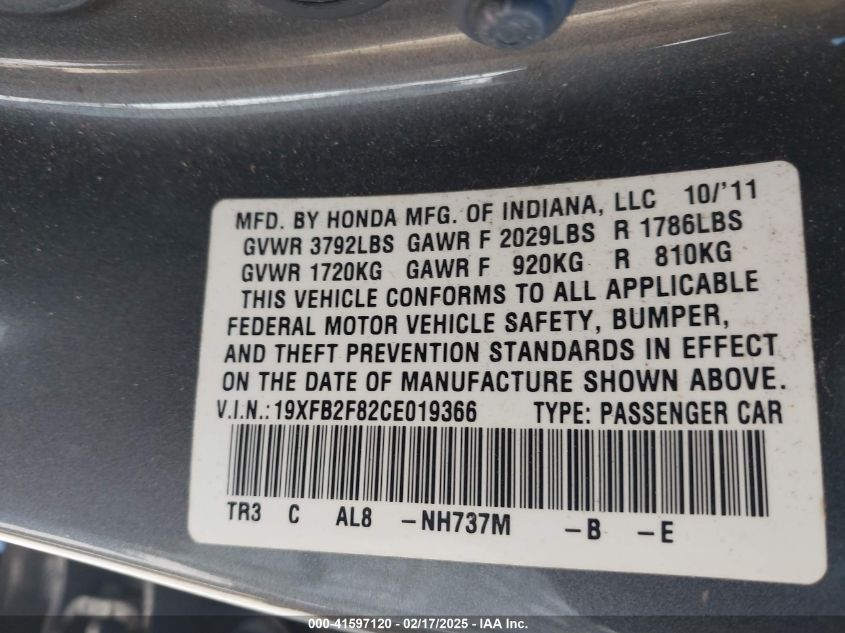 MFD. BY HONDA MFG. OF INDIANA, LLC 10/'11
GVWR 3792LBS GAWR F 2029LBS R 1786LBS
GVWR 1720KG GAWR F 920KG R 810KG
THIS VEHICLE CONFORMS TO ALL APPLICABLE
FEDERAL MOTOR VEHICLE SAFETY, BUMPER,
AND THEFT PREVENTION STANDARDS IN EFFECT
ON THE DATE OF MANUFACTURE SHOWN ABOVE.
V.I.N.:19XFB2F82CE019366 TYPE: PASSENGER CAR
TR3 C AL8 -NH737M -B -E
000-41597120 - 02/17/2025 - IAA Inc.